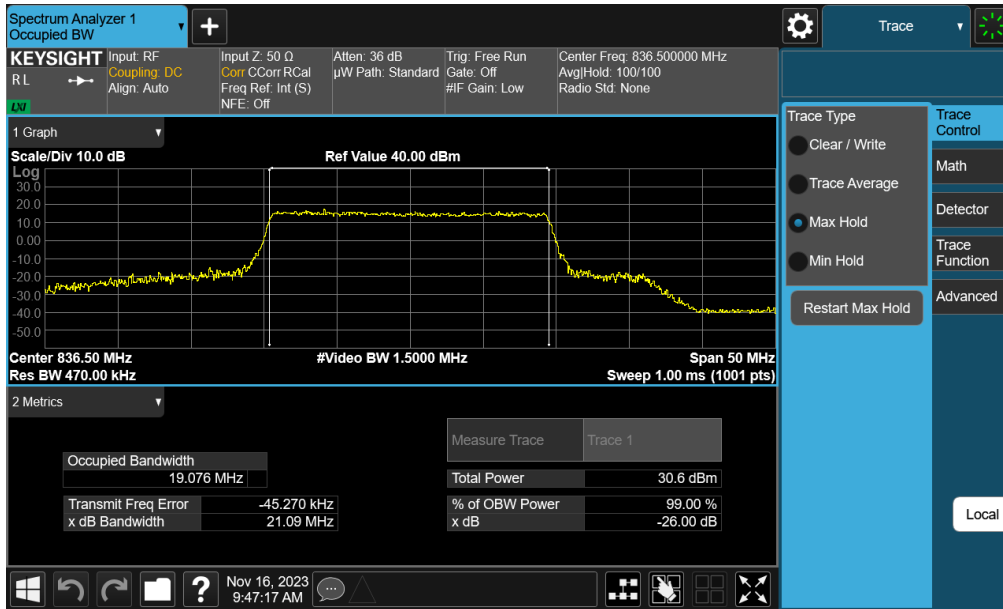 Spectrum Analyzer 1
Occupied BW
Trace
KEYSIGHT
R L
LXI
Input: RF
Coupling: DC
Align: Auto
Input Z: 50 Ω
Corr CCorr RCal
Freq Ref: Int (S)
NFE: Off
Atten: 36 dB
µW Path: Standard
Trig: Free Run
Gate: Off
#IF Gain: Low
Center Freq: 836.500000 MHz
Avg|Hold: 100/100
Radio Std: None
1 Graph
Scale/Div 10.0 dB
Ref Value 40.00 dBm
Log
30.0
20.0
10.0
0.00
-10.0
-20.0
-30.0
-40.0
-50.0
Center 836.50 MHz
#Video BW 1.5000 MHz
Span 50 MHz
Res BW 470.00 kHz
Sweep 1.00 ms (1001 pts)
2 Metrics
Measure Trace
Trace 1
Occupied Bandwidth
19.076 MHz
Total Power
30.6 dBm
Transmit Freq Error
-45.270 kHz
% of OBW Power
99.00 %
x dB Bandwidth
21.09 MHz
x dB
-26.00 dB
Trace Type
Clear / Write
Trace Average
Max Hold
Min Hold
Restart Max Hold
Trace
Control
Math
Detector
Trace
Function
Advanced
Local
?
Nov 16, 2023
9:47:17 AM